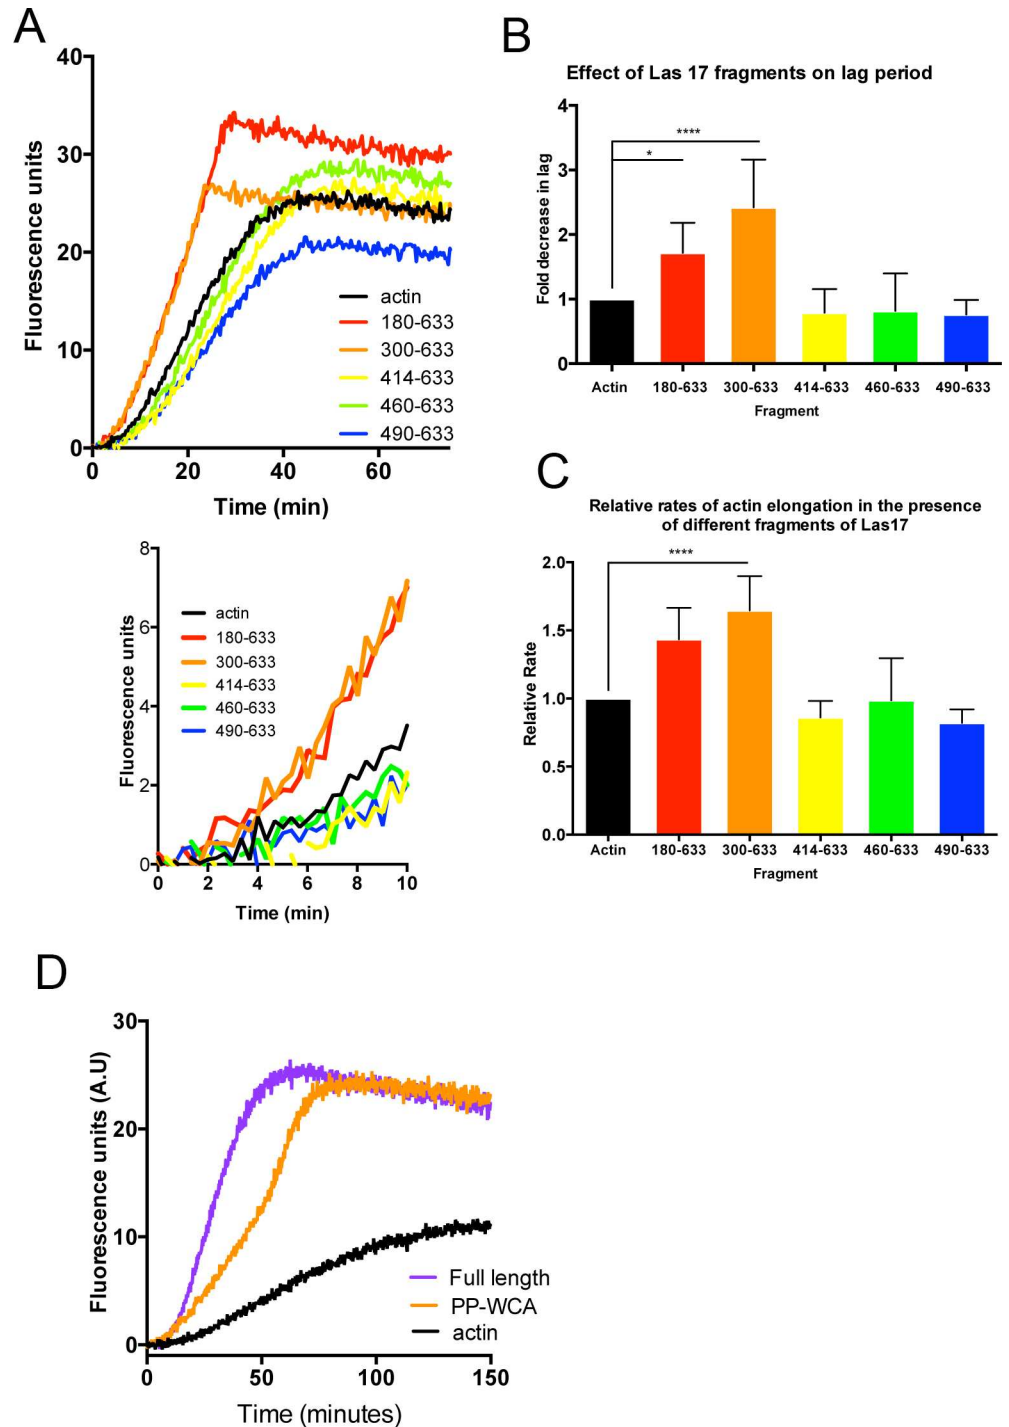 A
40
30
20
10
0
Fluorescence units
0 20 40 60
Time (min)
actin
180-633
300-633
414-633
460-633
490-633
8
6
4
2
0
Fluorescence units
0 2 4 6 8 10
Time (min)
actin
180-633
300-633
414-633
460-633
490-633
B
Effect of Las 17 fragments on lag period
4
3
2
1
0
Fold decrease in lag
****
*
Actin 180-633 300-633 414-633 460-633 490-633
Fragment
C
Relative rates of actin elongation in the presence
of different fragments of Las17
2.0
1.5
1.0
0.5
0.0
Relative Rate
****
Actin 180-633 300-633 414-633 460-633 490-633
Fragment
D
30
20
10
0
Fluorescence units (A.U)
0 50 100 150
Time (minutes)
Full length
PP-WCA
actin